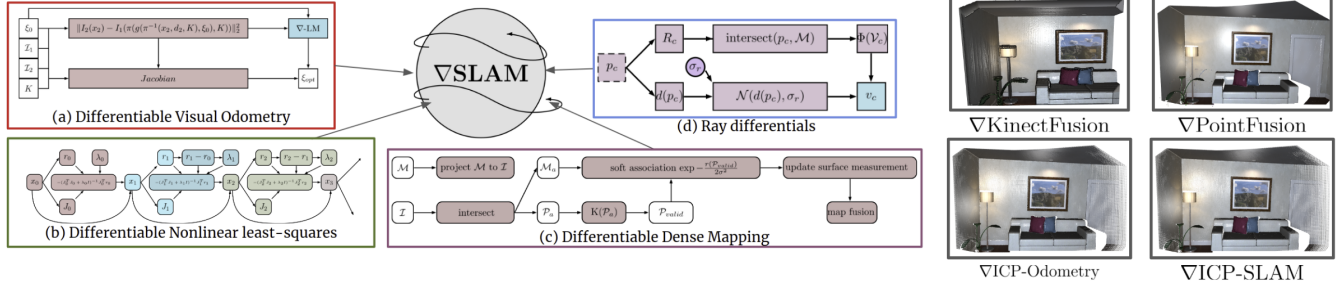 ξ₀
I₁
I₂
K
‖I₂(x₂) − I₁(π(g(π⁻¹(x₂, d₂, K), ξ₀), K))‖₂²
∇-LM
Jacobian
ξopt
(a) Differentiable Visual Odometry
∇SLAM
p_c
R_c
intersect(p_c, M)
Φ(V_c)
σ_r
d(p_c)
N(d(p_c), σ_r)
v_c
(d) Ray differentials
r₀
λ₀
r₁
r₁ − r₀
λ₁
r₂
r₂ − r₁
λ₂
x₀
x₁
x₂
x₃
J₀
J₁
J₂
(b) Differentiable Nonlinear least-squares
M
project M to I
M_a
soft association exp − r(P_valid)/2σ²
update surface measurement
I
intersect
P_a
K(P_a)
P_valid
map fusion
(c) Differentiable Dense Mapping
∇KinectFusion
∇PointFusion
∇ICP-Odometry
∇ICP-SLAM